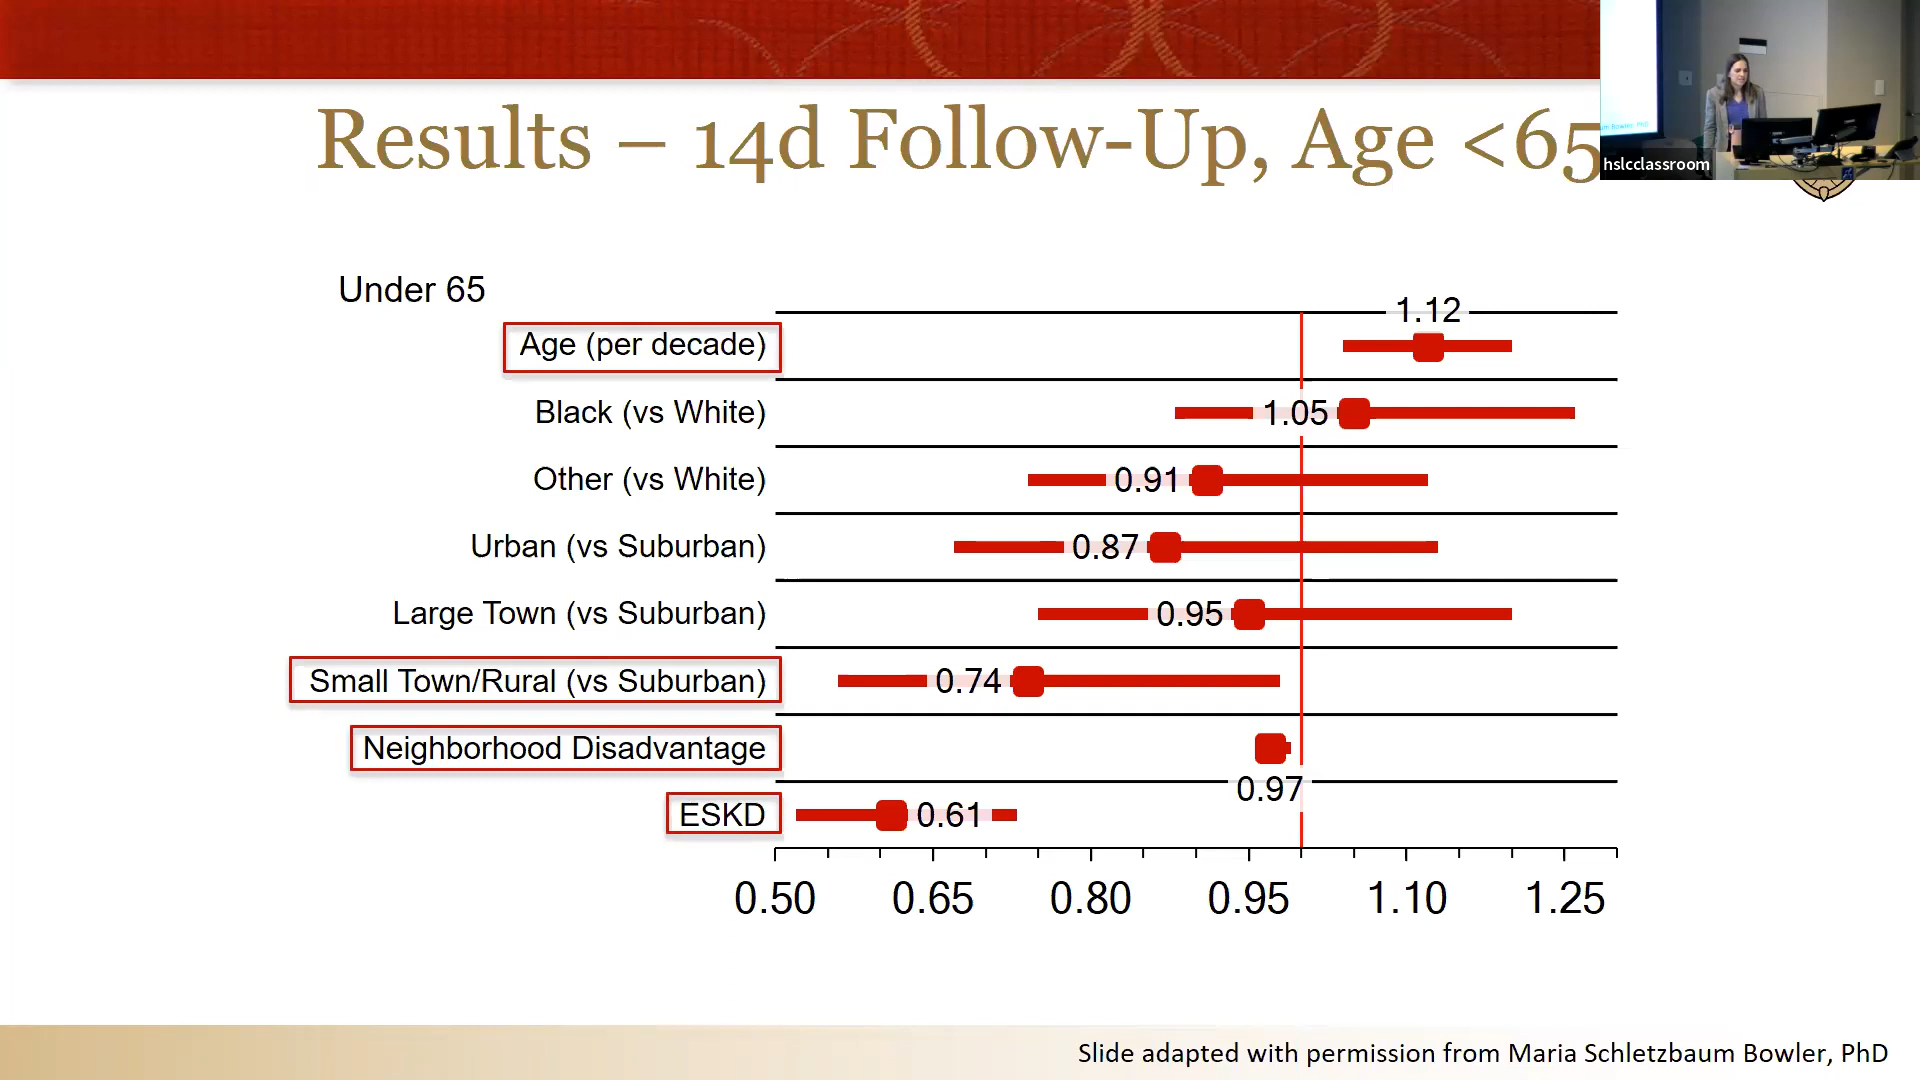 Results – 14d Follow-Up, Age <65
hslcclassroom
Under 65
1.12
Age (per decade)
Black (vs White)
1.05
Other (vs White)
0.91
Urban (vs Suburban)
0.87
Large Town (vs Suburban)
0.95
Small Town/Rural (vs Suburban)
0.74
Neighborhood Disadvantage
0.97
ESKD
0.61
0.50 0.65 0.80 0.95 1.10 1.25
Slide adapted with permission from Maria Schletzbaum Bowler, PhD